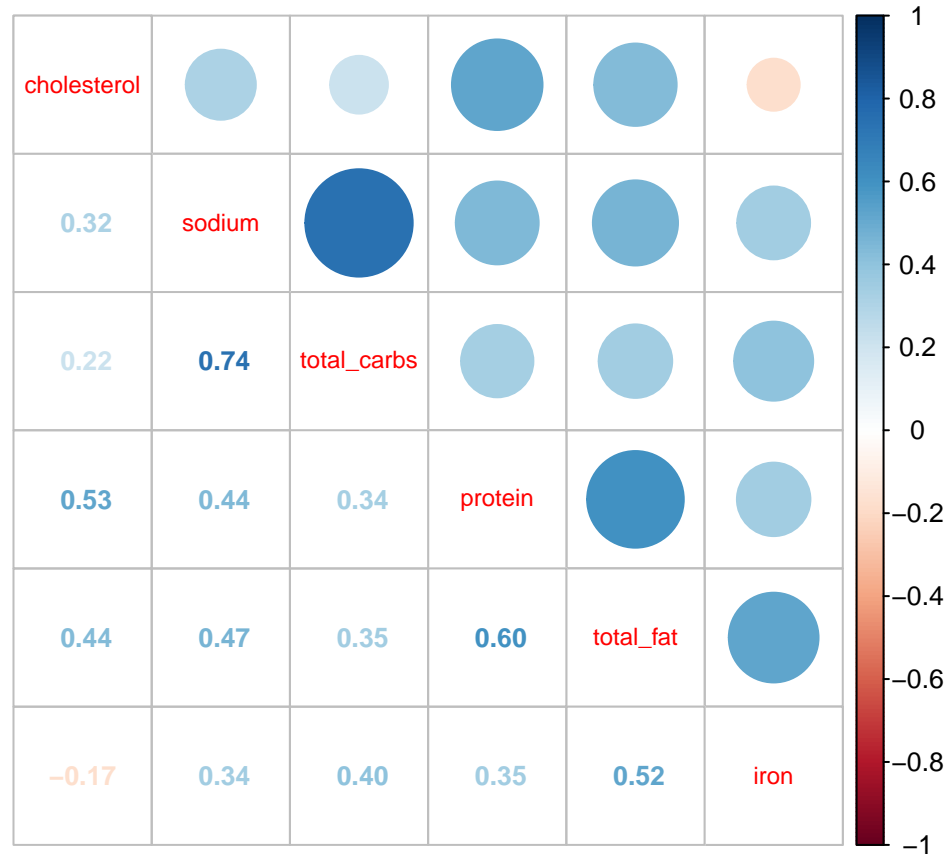 cholesterol
0.32 sodium
0.22 0.74 total_carbs
0.53 0.44 0.34 protein
0.44 0.47 0.35 0.60 total_fat
−0.17 0.34 0.40 0.35 0.52 iron
1
0.8
0.6
0.4
0.2
0
−0.2
−0.4
−0.6
−0.8
−1